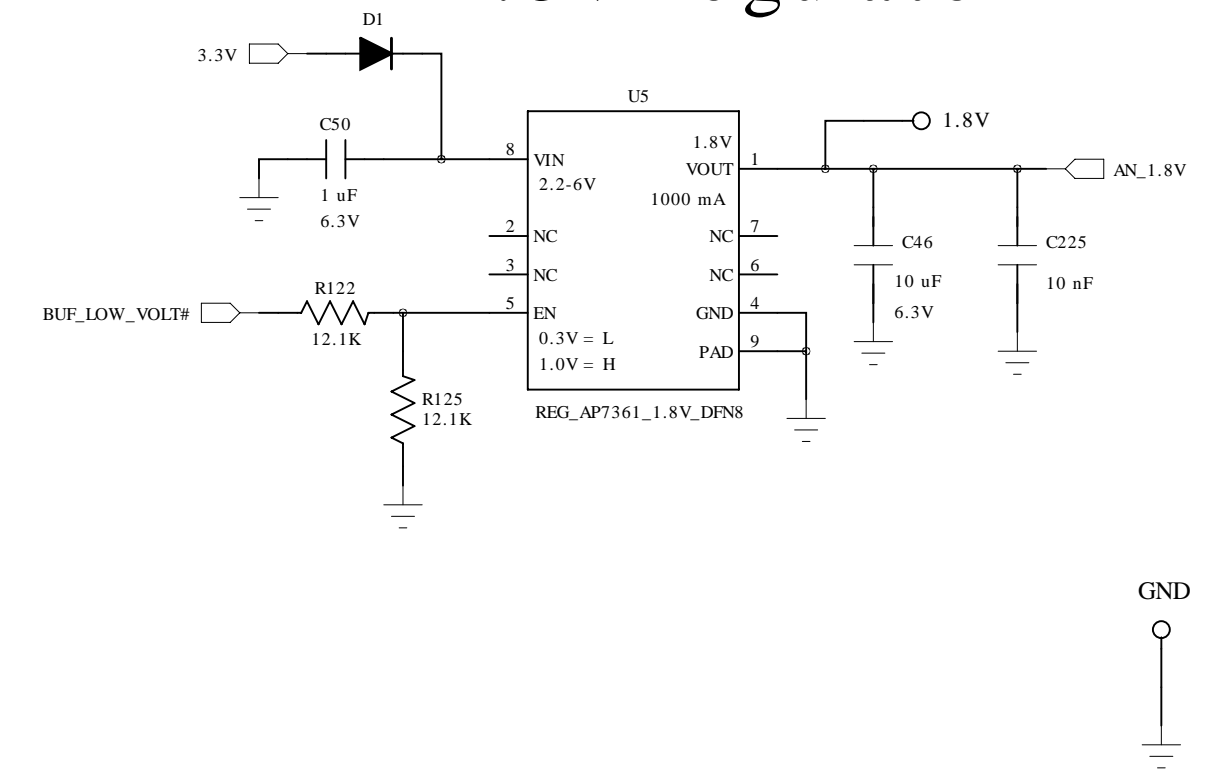 D1
3.3V
C50
1 uF
6.3V
U5
8
VIN
2.2-6V
1.8V
VOUT
1
1000 mA
1.8V
AN_1.8V
2
NC
3
NC
7
NC
6
NC
C46
10 uF
6.3V
C225
10 nF
BUF_LOW_VOLT#
R122
12.1K
5
EN
0.3V = L
1.0V = H
GND
4
PAD
9
R125
12.1K
REG_AP7361_1.8V_DFN8
GND